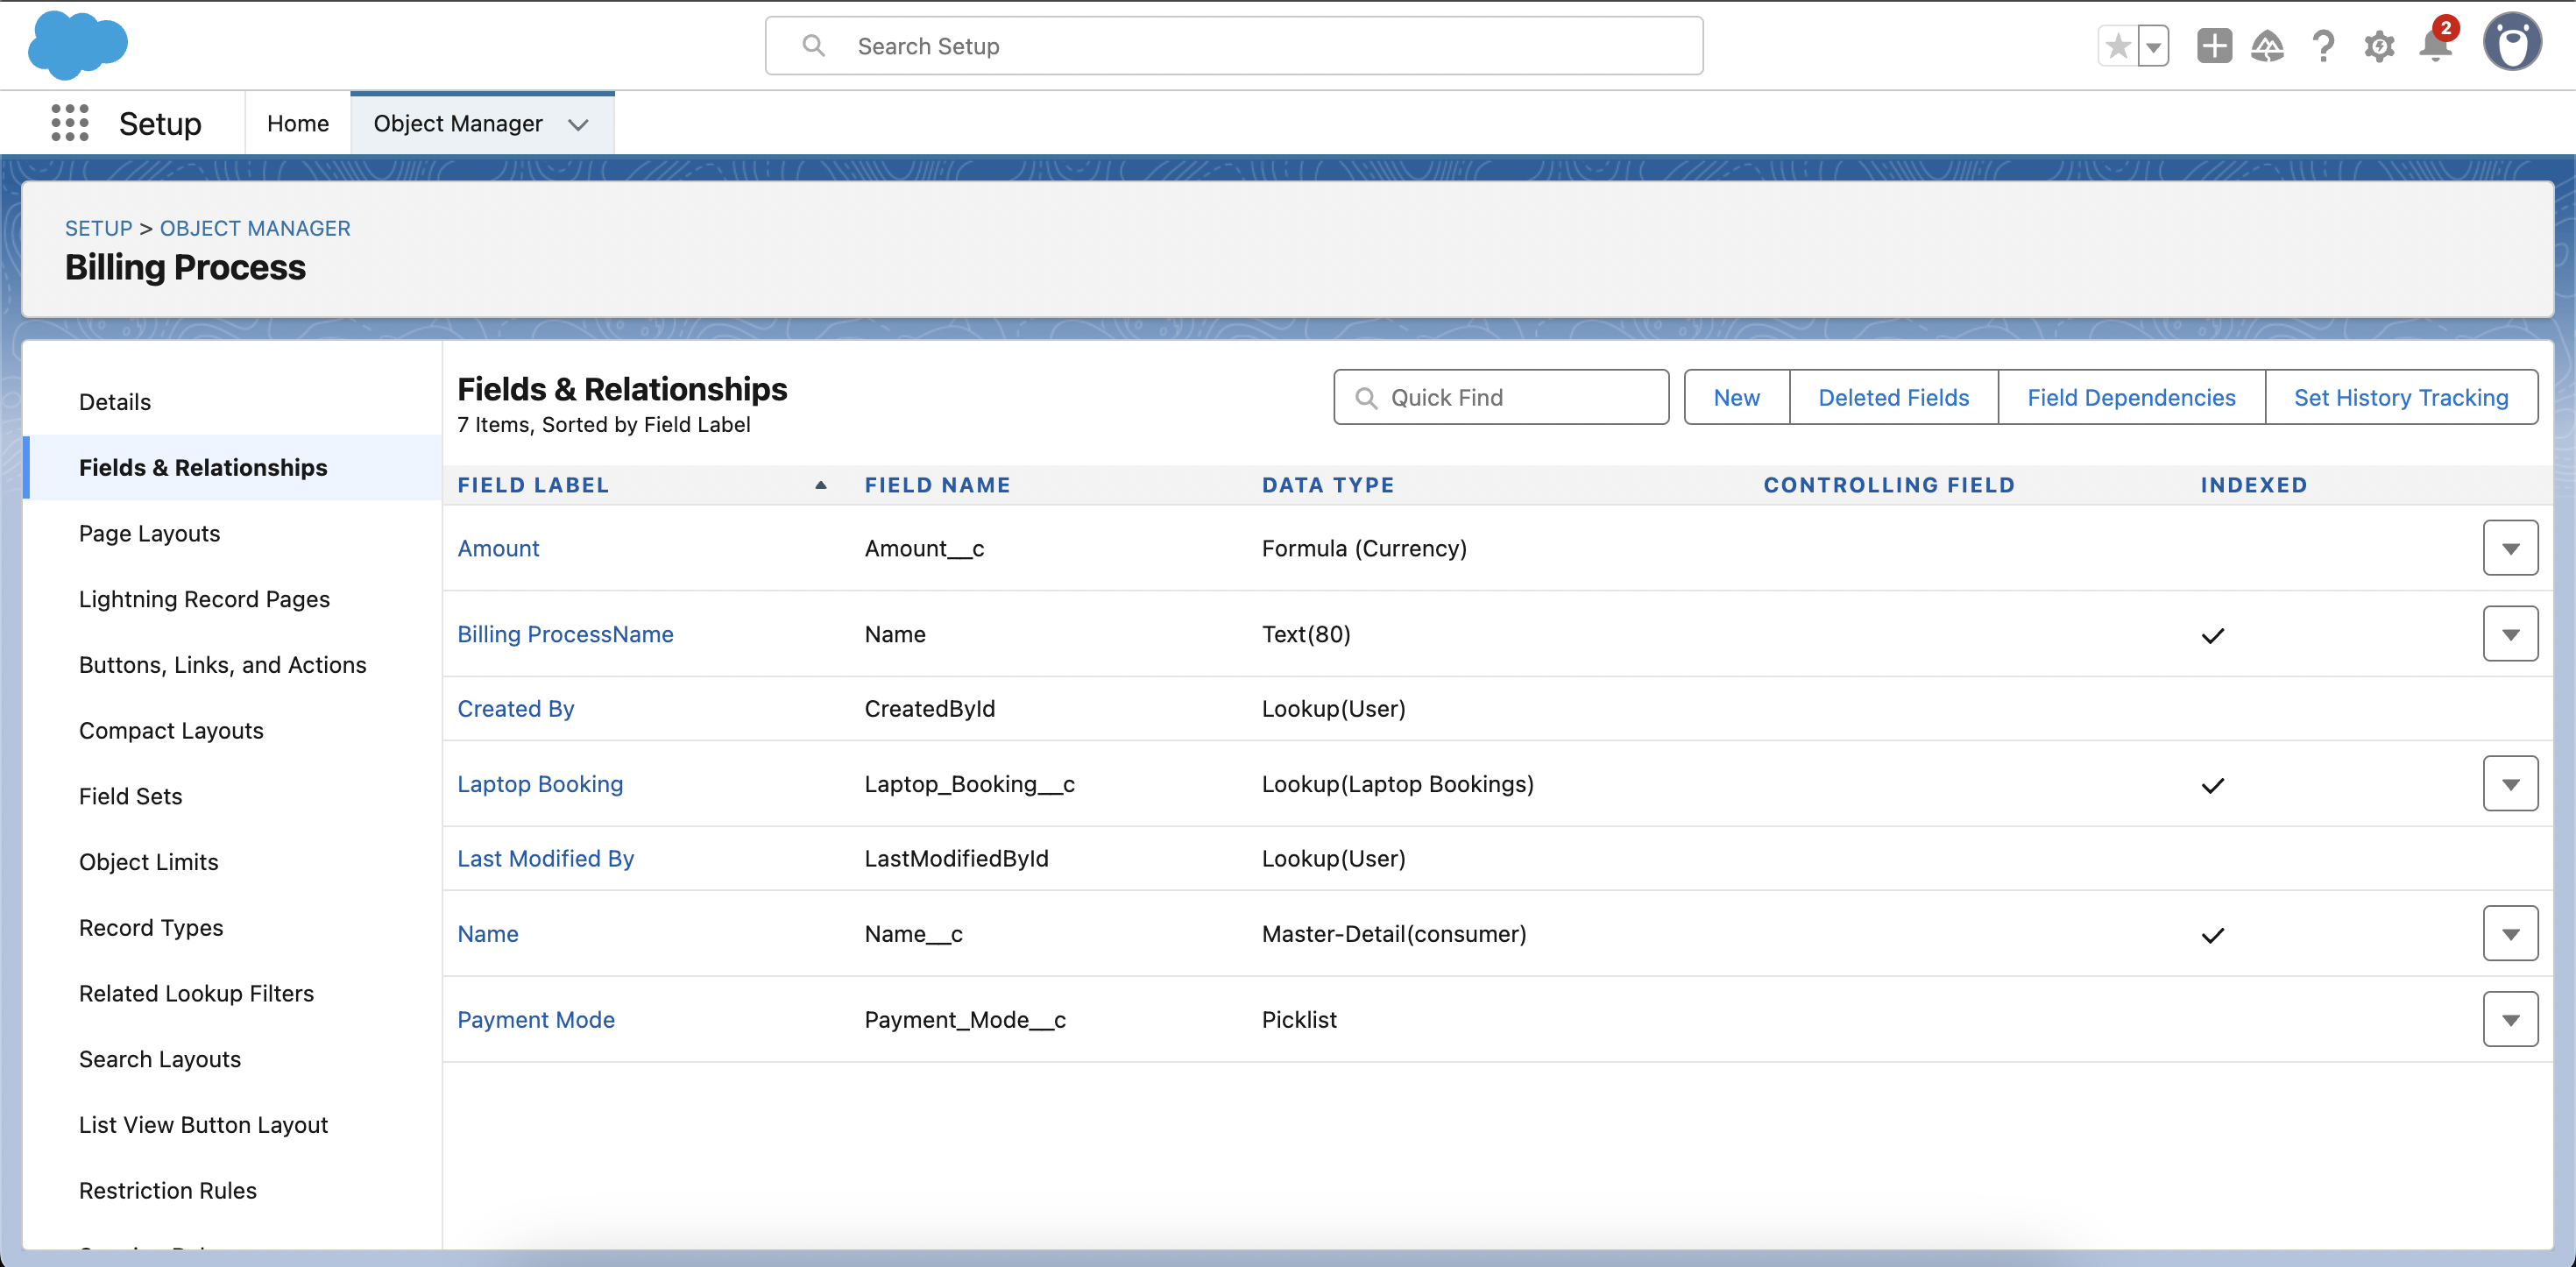 Search Setup
2
Setup
Home
Object Manager
SETUP > OBJECT MANAGER
Billing Process
Details
Fields & Relationships
Page Layouts
Lightning Record Pages
Buttons, Links, and Actions
Compact Layouts
Field Sets
Object Limits
Record Types
Related Lookup Filters
Search Layouts
List View Button Layout
Restriction Rules
Fields & Relationships
7 Items, Sorted by Field Label
Quick Find
New
Deleted Fields
Field Dependencies
Set History Tracking
FIELD LABEL FIELD NAME DATA TYPE CONTROLLING FIELD INDEXED
Amount Amount__c Formula (Currency)
Billing ProcessName Name Text(80)
Created By CreatedById Lookup(User)
Laptop Booking Laptop_Booking__c Lookup(Laptop Bookings)
Last Modified By LastModifiedById Lookup(User)
Name Name__c Master-Detail(consumer)
Payment Mode Payment_Mode__c Picklist